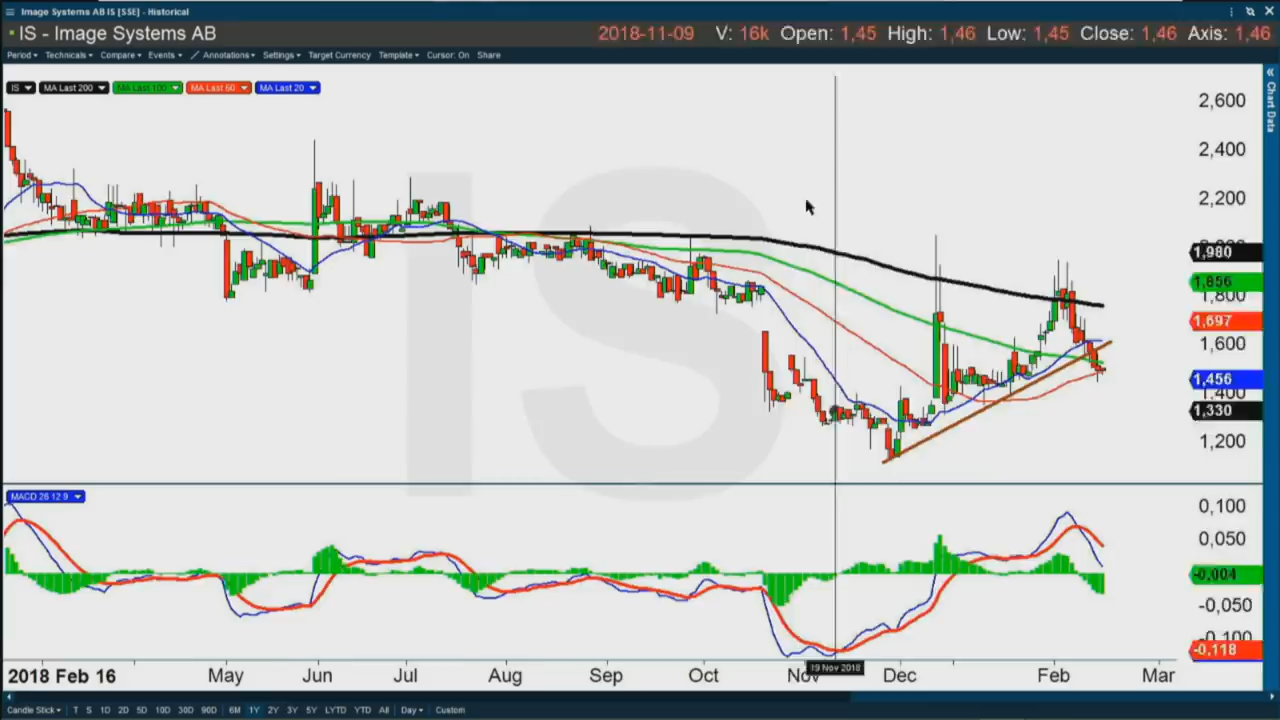 Image Systems AB IS [SSE] - Historical
IS - Image Systems AB 2018-11-09 V: 16k Open: 1,45 High: 1,46 Low: 1,45 Close: 1,46 Axis: 1,46
Period Technicals Compare Events Annotations Settings Target Currency Template Cursor: On Share
IS MA Last 200 MA Last 100 MA Last 50 MA Last 20
Chart Data
IS
2,600
2,400
2,200
1,980
1,856
1,800
1,697
1,600
1,456
1,400
1,330
1,200
MACD 26 12 9
0,100
0,050
-0,004
-0,050
-0,100
-0,118
2018 Feb 16 May Jun Jul Aug Sep Oct Nov 19 Nov 2018 Dec Feb Mar
Candle Stick T S 1D 2D 5D 10D 30D 90D 6M 1Y 2Y 3Y 5Y LYTD YTD All Day Custom